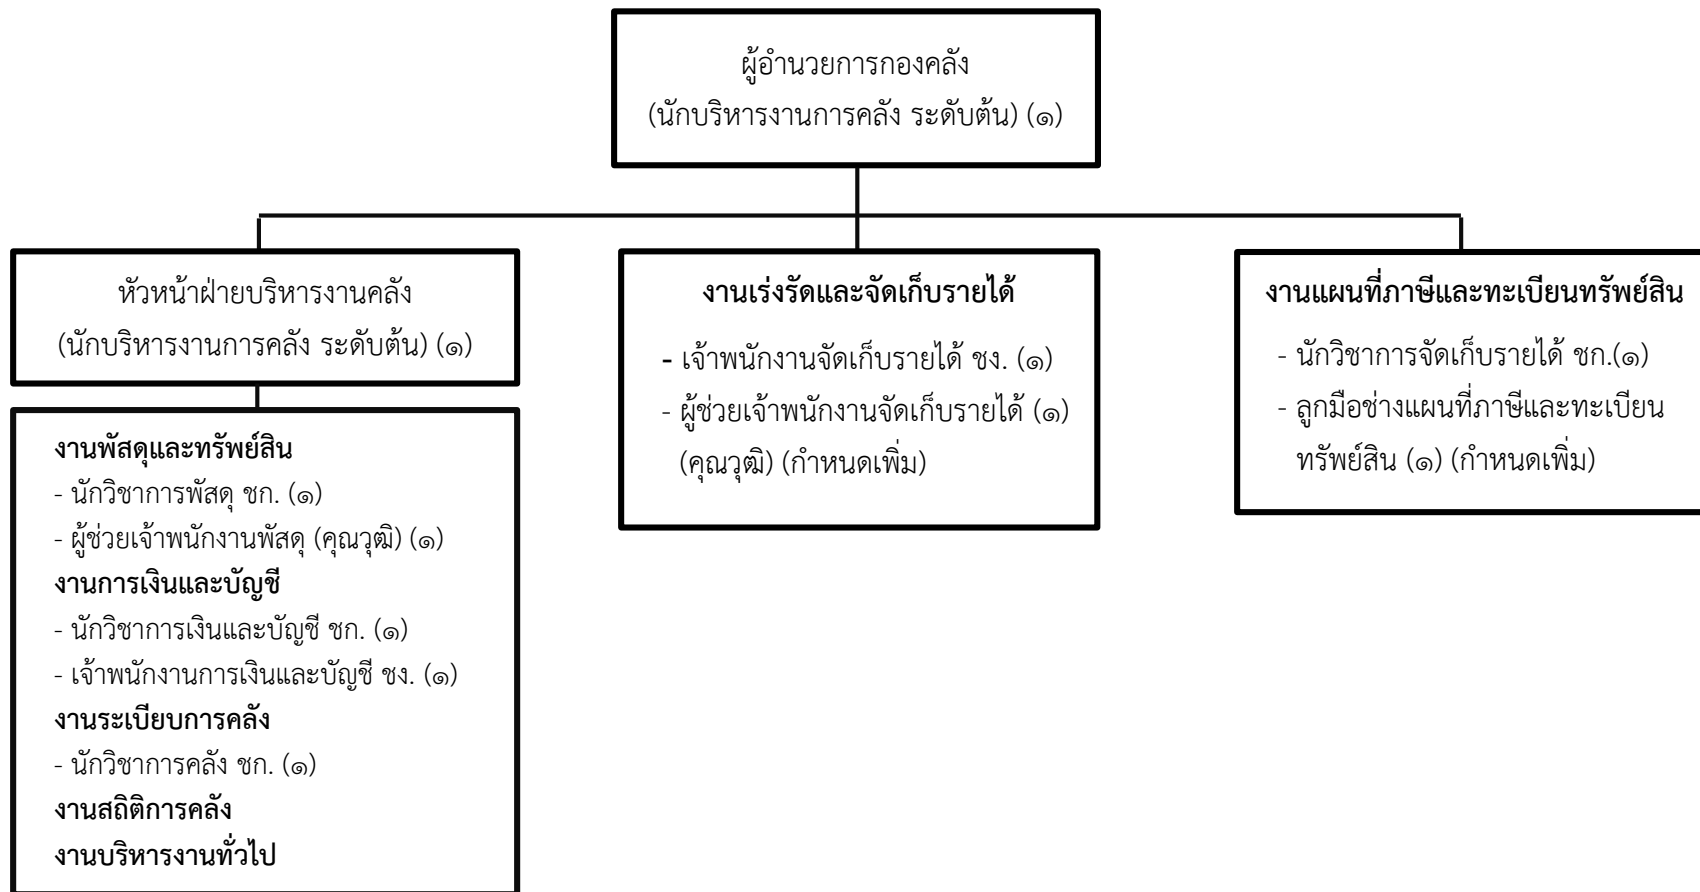 ผู้อำนวยการกองคลัง
(นักบริหารงานการคลัง ระดับต้น) (๑)
หัวหน้าฝ่ายบริหารงานคลัง
(นักบริหารงานการคลัง ระดับต้น) (๑)
งานพัสดุและทรัพย์สิน
- นักวิชาการพัสดุ ชก. (๑)
- ผู้ช่วยเจ้าพนักงานพัสดุ (คุณวุฒิ) (๑)
งานการเงินและบัญชี
- นักวิชาการเงินและบัญชี ชก. (๑)
- เจ้าพนักงานการเงินและบัญชี ชง. (๑)
งานระเบียบการคลัง
- นักวิชาการคลัง ชก. (๑)
งานสถิติการคลัง
งานบริหารงานทั่วไป
งานเร่งรัดและจัดเก็บรายได้
- เจ้าพนักงานจัดเก็บรายได้ ชง. (๑)
- ผู้ช่วยเจ้าพนักงานจัดเก็บรายได้ (๑)
(คุณวุฒิ) (กำหนดเพิ่ม)
งานแผนที่ภาษีและทะเบียนทรัพย์สิน
- นักวิชาการจัดเก็บรายได้ ชก.(๑)
- ลูกมือช่างแผนที่ภาษีและทะเบียน
ทรัพย์สิน (๑) (กำหนดเพิ่ม)